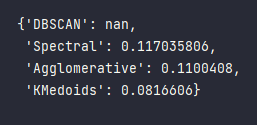 {'DBSCAN': nan,
'Spectral': 0.117035806,
'Agglomerative': 0.1100408,
'KMedoids': 0.0816606}